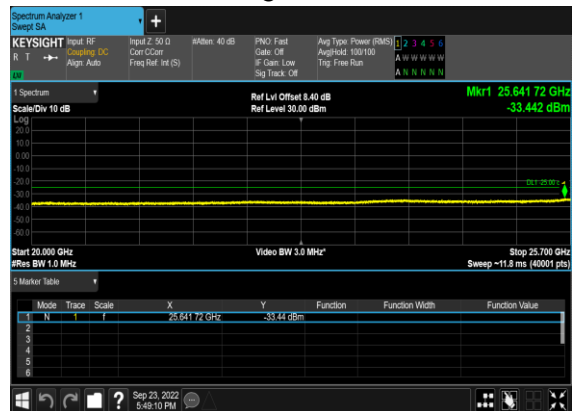 Spectrum Analyzer 1
Swept SA
+
KEYSIGHT Input: RF Input Z: 50 Ω #Atten: 40 dB PNO: Fast Avg Type: Power (RMS) 1 2 3 4 5 6
R T Coupling: DC Corr CCorr Gate: Off Avg|Hold: 100/100 A W W W W W
Align: Auto Freq Ref: Int (S) IF Gain: Low Trig: Free Run
LW Sig Track: Off A N N N N N
1 Spectrum Ref Lvl Offset 8.40 dB Mkr1 25.641 72 GHz
Scale/Div 10 dB Ref Level 30.00 dBm -33.442 dBm
Log
20.0
10.0
0.00
-10.0
-20.0
DL1 -25.00
-30.0
-40.0
-50.0
-60.0
Start 20.000 GHz Video BW 3.0 MHz* Stop 25.700 GHz
#Res BW 1.0 MHz Sweep ~11.8 ms (40001 pts)
5 Marker Table
Mode Trace Scale X Y Function Function Width Function Value
1 N 1 f 25.641 72 GHz -33.44 dBm
2
3
4
5
6
? Sep 23, 2022
5:49:10 PM